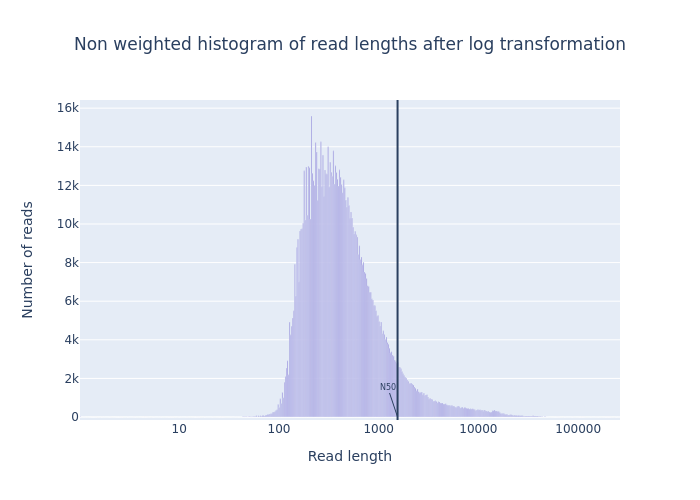 Non weighted histogram of read lengths after log transformation
16k
14k
12k
10k
8k
6k
4k
2k
0
Number of reads
N50
10
100
1000
10000
100000
Read length